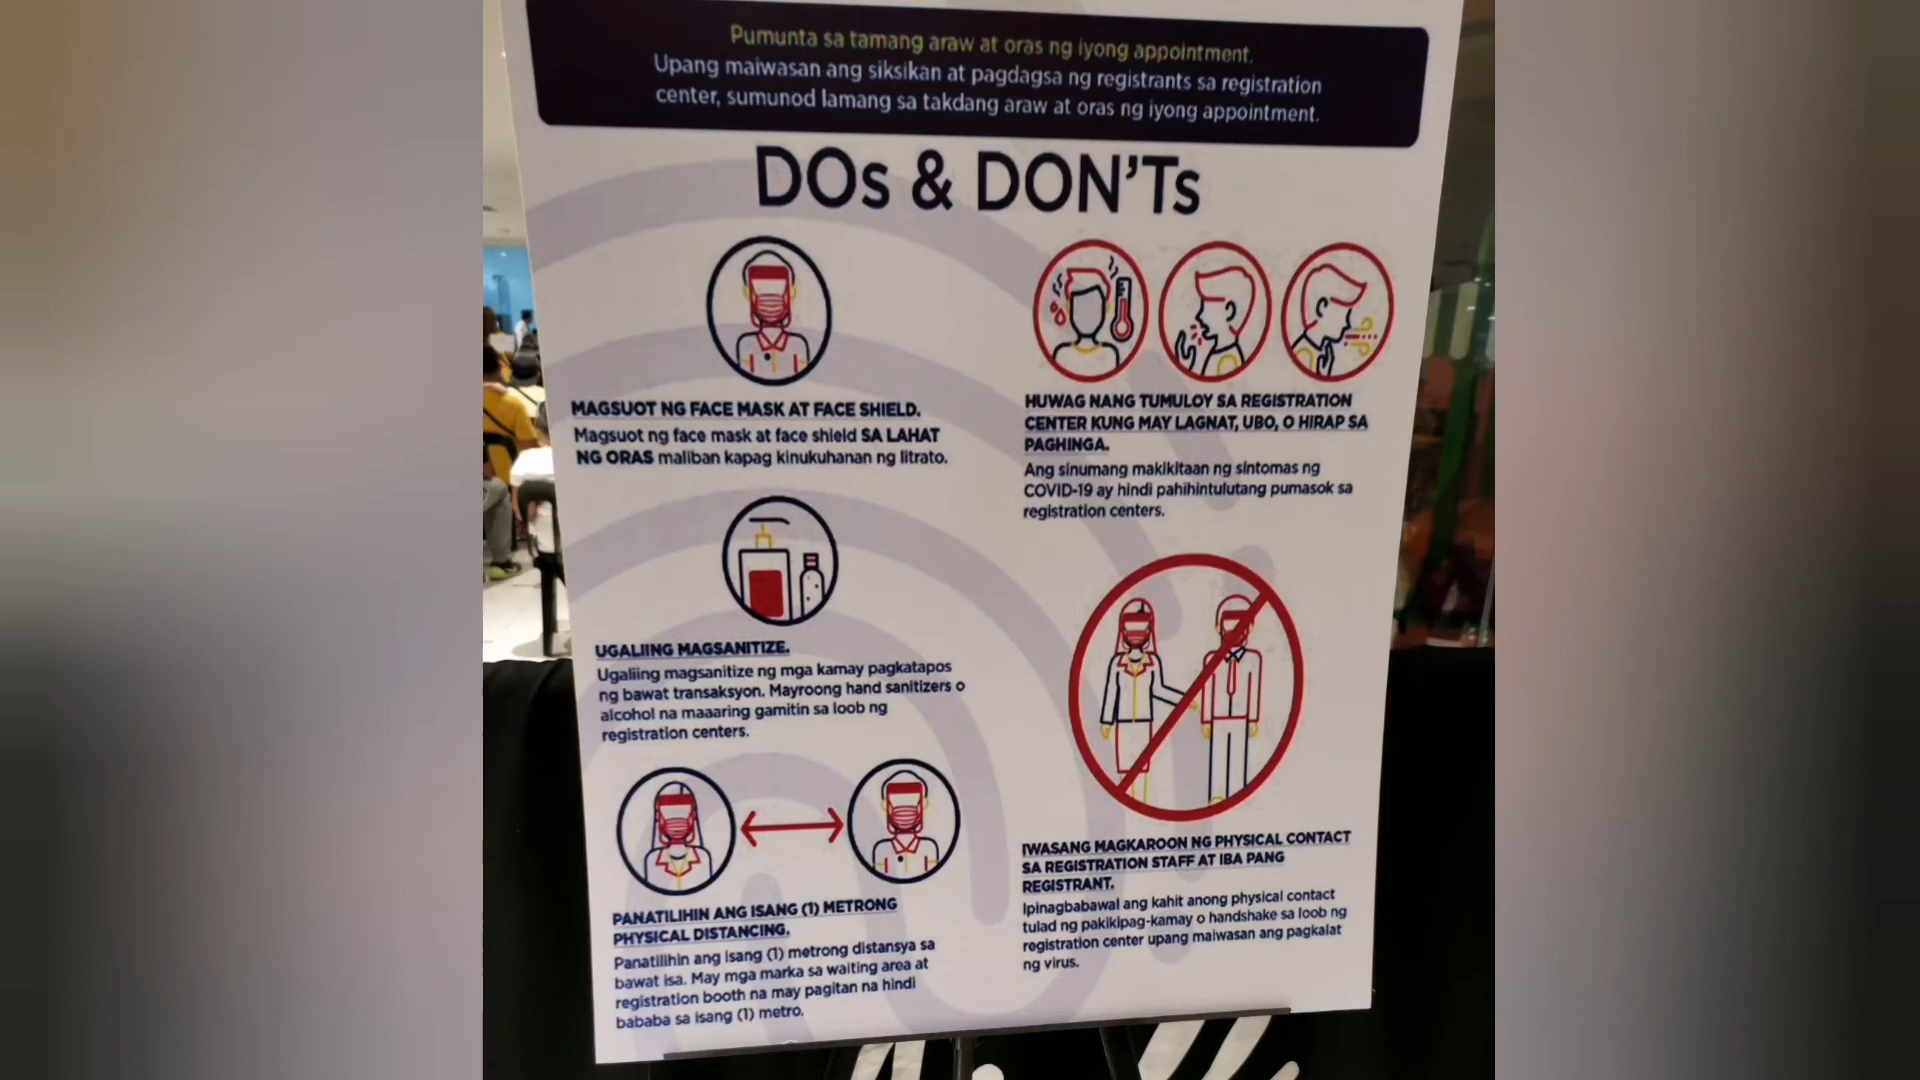 Pumunta sa tamang araw at oras ng iyong appointment.
Upang maiwasan ang siksikan at pagdagsa ng registrants sa registration
center, sumunod lamang sa takdang araw at oras ng iyong appointment.
DOs & DON'Ts
MAGSUOT NG FACE MASK AT FACE SHIELD.
Magsuot ng face mask at face shield SA LAHAT
NG ORAS maliban kapag kinukuhanan ng litrato.
UGALIING MAGSANITIZE.
Ugaliing magsanitize ng mga kamay pagkatapos
ng bawat transaksyon. Mayroong hand sanitizers o
alcohol na maaaring gamitin sa loob ng
registration centers.
PANATILIHIN ANG ISANG (1) METRONG
PHYSICAL DISTANCING.
Panatilihin ang isang (1) metrong distansya sa
bawat isa. May mga marka sa waiting area at
registration booth na may pagitan na hindi
bababa sa isang (1) metro.
HUWAG NANG TUMULOY SA REGISTRATION
CENTER KUNG MAY LAGNAT, UBO, O HIRAP SA
PAGHINGA.
Ang sinumang makikitaan ng sintomas ng
COVID-19 ay hindi pahihintulutang pumasok sa
registration centers.
IWASANG MAGKAROON NG PHYSICAL CONTACT
SA REGISTRATION STAFF AT IBA PANG
REGISTRANT.
Ipinagbabawal ang kahit anong physical contact
tulad ng pakikipag-kamay o handshake sa loob ng
registration center upang maiwasan ang pagkalat
ng virus.